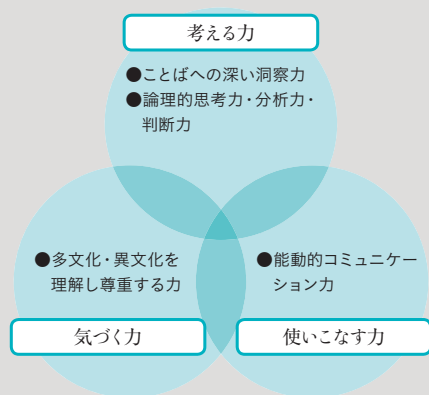 考える力
●ことばへの深い洞察力
●論理的思考力・分析力・
判断力
●多文化・異文化を
理解し尊重する力
気づく力
●能動的コミュニケー
ション力
使いこなす力